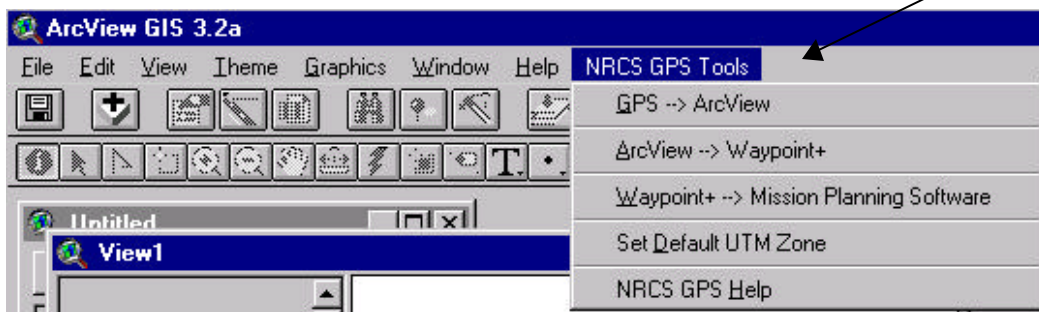 ArcView GIS 3.2a
File Edit View Theme Graphics Window Help NRCS GPS Tools
GPS --> ArcView
ArcView --> Waypoint+
Waypoint+ --> Mission Planning Software
Set Default UTM Zone
NRCS GPS Help
T.
Untitled
View1